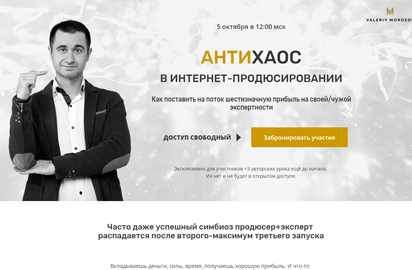 5 октября в 12:00 мск
VALERIY MOROZO
АНТИХАОС
В ИНТЕРНЕТ-ПРОДЮСИРОВАНИИ
Как поставить на поток шестизначную прибыль на своей/чужой
экспертности
ДОСТУП СВОБОДНЫЙ
Забронировать участие
Эксклюзивно для участников +3 авторских урока ещё до начала.
Их нет и не будет в открытом доступе.
Часто даже успешный симбиоз продюсер+эксперт
распадается после второго-максимум третьего запуска
Вкладываешь деньги, силы, время, получаешь хорошую прибыль. И что-то